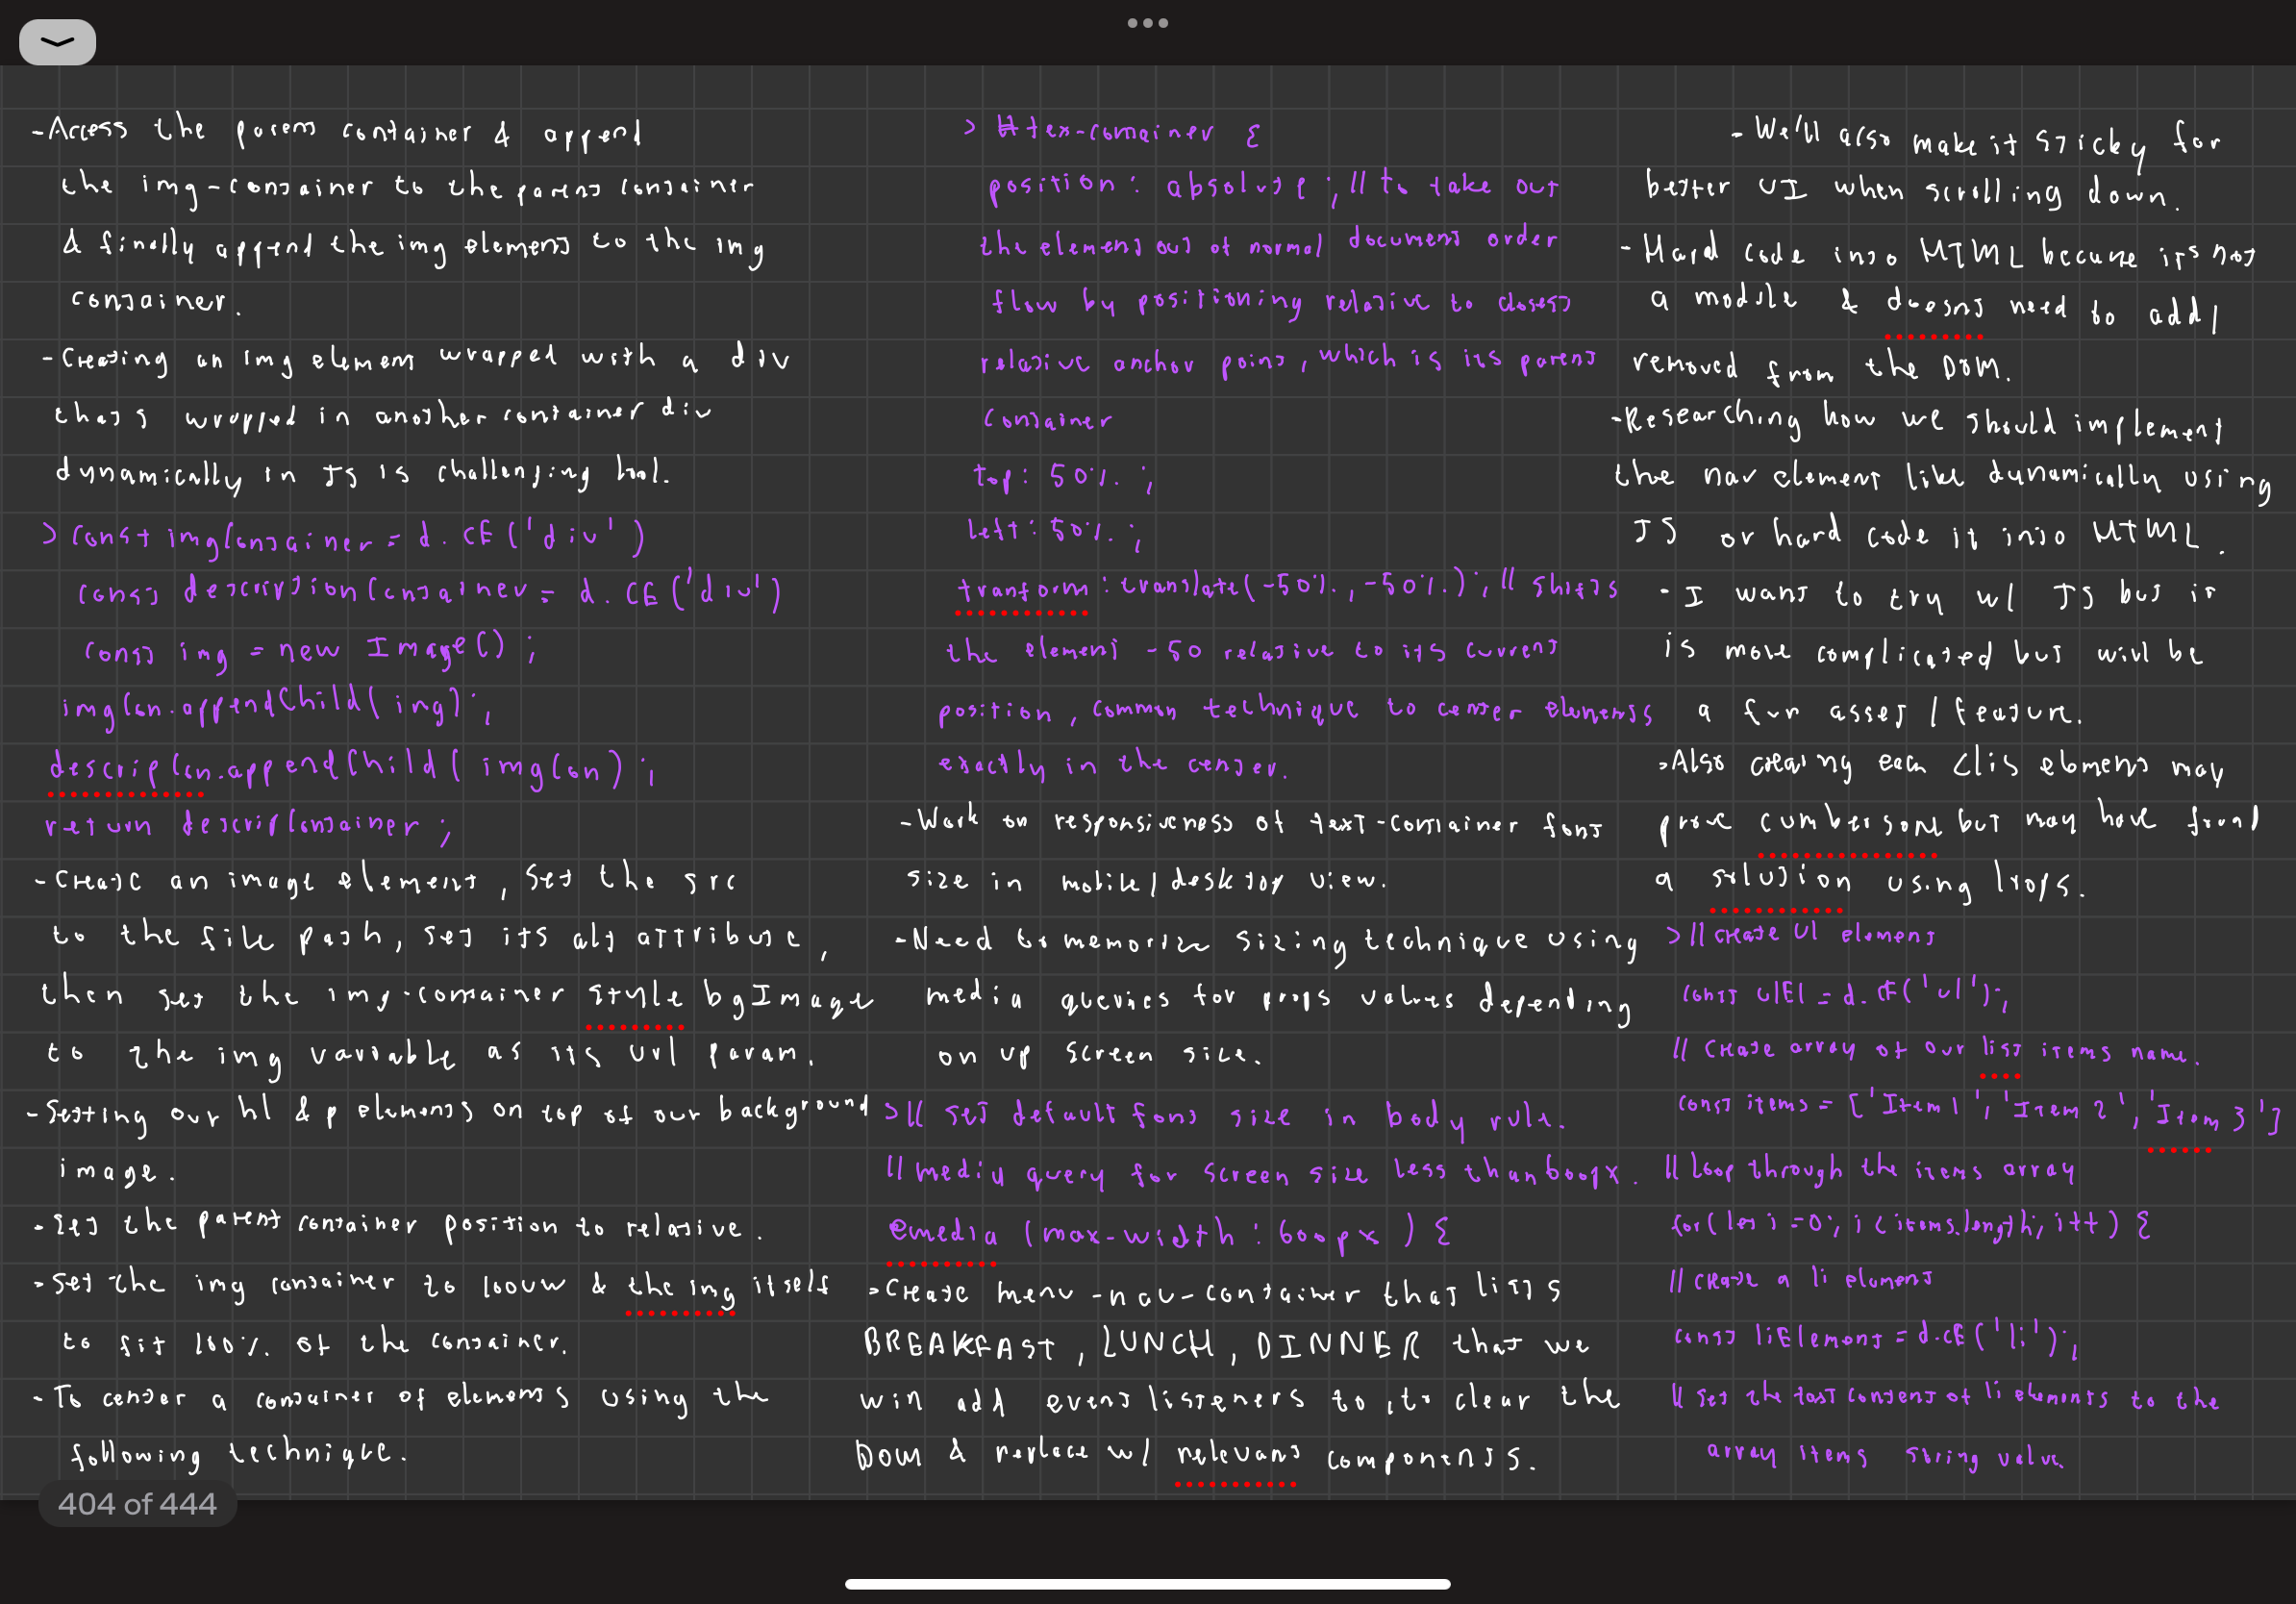 -Access the parent container & append
the img-container to the parent container
& finally append the img element to the img
container.
-Creating an img element wrapped with a div
thats wrapped in another container div
dynamically in JS is challenging tool.
> const imgContainer = d.CE('div')
const descriptionContainer = d.CE('div')
const img = new Image();
imgCon.appendChild(img);
descripCon.appendChild(imgCon);
return descripContainer;
-Create an image element, set the src
to the file path, set its alt attribute,
then set the img-container style bgImage
to the img variable as its url param.
-Setting our h1 & p elements on top of our background
image.
-Set the parent container position to relative.
-Set the img container to 100vw & the img itself
to fit 100% of the container.
-To center a container of elements using the
following technique.
> #tex-container {
position: absolute; // to take out
the element out of normal document order
flow by positioning relative to closest
relative anchor point, which is its parent
container
top: 50%;
left: 50%;
tranform: translate(-50%, -50%); // shifts
the element -50 relative to its current
position, common technique to center elements
exactly in the center.
-Work on responsiveness of text-container font
size in mobile/desktop view.
-Need to memorize sizing technique using
media queries for props values depending
on up screen size.
>// set default font size in body rule.
// media query for screen size less than 600px.
@media (max-width: 600px) {
-Create menu-nav-container that lists
BREAKFAST, LUNCH, DINNER that we
will add event listeners to, to clear the
DOM & replace w/ relevant components.
-We'll also make it sticky for
better UI when scrolling down.
-Hard code into HTML because its not
a module & doesnt need to add/
removed from the DOM.
-Researching how we should implement
the nav element like dynamically using
JS or hard code it into HTML.
-I want to try w/ JS but it
is more complicated but will be
a fun asset/feature.
-Also creating each <li> element may
prove cumbersome but may have found
a solution using loops.
>// create ul element
const ulEl = d.CE('ul');
// Create array of our list items name.
const items = ['Item 1', 'Item 2', 'Item 3']
// loop through the items array
for(let i =0; i < items.length; i++) {
// create a li element
const liElement = d.CE('li');
// set the text content of li elements to the
array items string value.
404 of 444